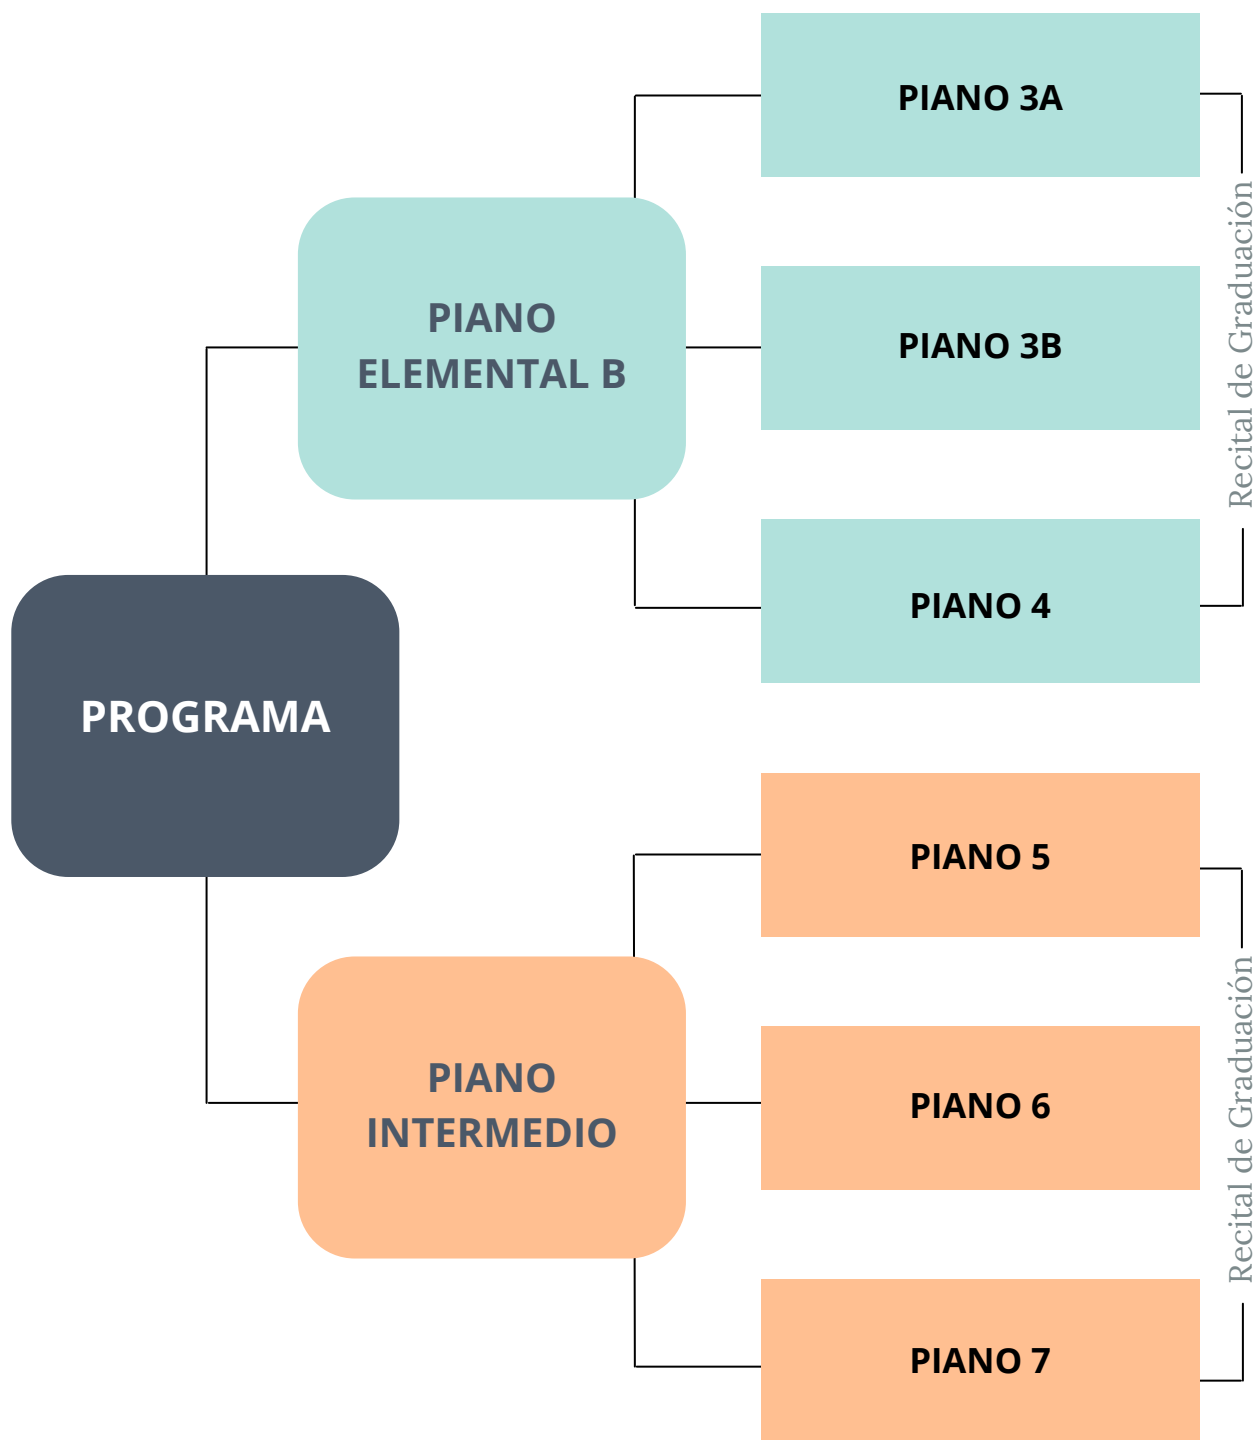 PROGRAMA
PIANO
ELEMENTAL B
PIANO 3A
PIANO 3B
PIANO 4
Recital de Graduación
PIANO
INTERMEDIO
PIANO 5
PIANO 6
PIANO 7
Recital de Graduación